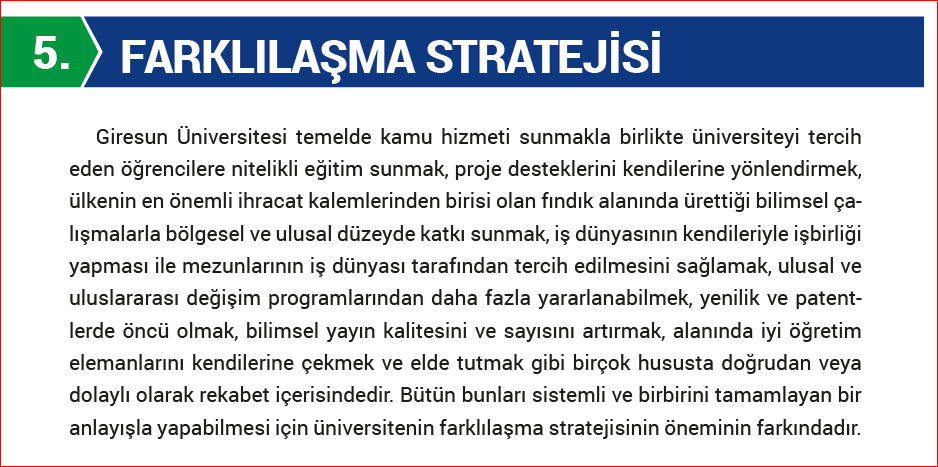 5. FARKLILAŞMA STRATEJİSİ
Giresun Üniversitesi temelde kamu hizmeti sunmakla birlikte üniversiteyi tercih
eden öğrencilere nitelikli eğitim sunmak, proje desteklerini kendilerine yönlendirmek,
ülkenin en önemli ihracat kalemlerinden birisi olan fındık alanında ürettiği bilimsel ça-
lışmalarla bölgesel ve ulusal düzeyde katkı sunmak, iş dünyasının kendileriyle işbirliği
yapması ile mezunlarının iş dünyası tarafından tercih edilmesini sağlamak, ulusal ve
uluslararası değişim programlarından daha fazla yararlanabilmek, yenilik ve patent-
lerde öncü olmak, bilimsel yayın kalitesini ve sayısını artırmak, alanında iyi öğretim
elemanlarını kendilerine çekmek ve elde tutmak gibi birçok hususta doğrudan veya
dolaylı olarak rekabet içerisindedir. Bütün bunları sistemli ve birbirini tamamlayan bir
anlayışla yapabilmesi için üniversitenin farklılaşma stratejisinin öneminin farkındadır.